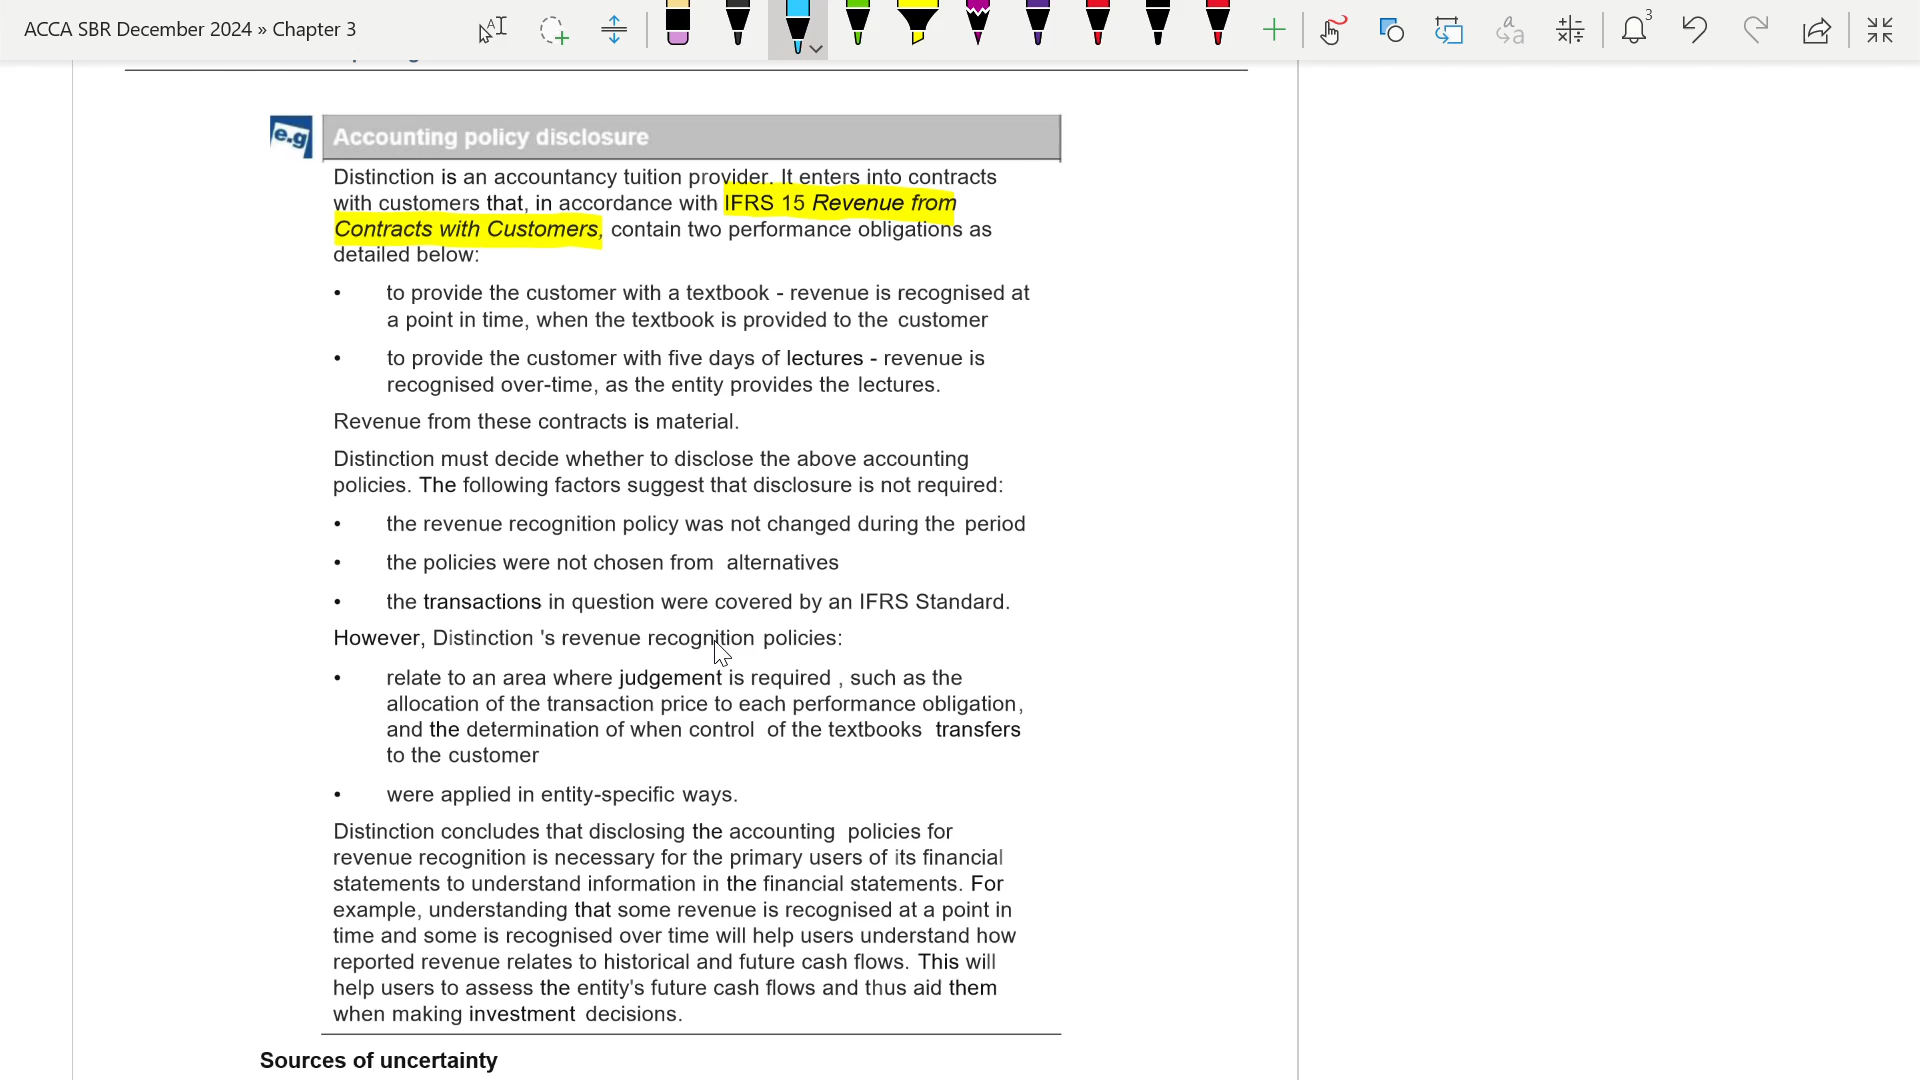 ACCA SBR December 2024 » Chapter 3
3
e.g
Accounting policy disclosure
Distinction is an accountancy tuition provider. It enters into contracts
with customers that, in accordance with IFRS 15 Revenue from
Contracts with Customers, contain two performance obligations as
detailed below:
• to provide the customer with a textbook - revenue is recognised at
a point in time, when the textbook is provided to the customer
• to provide the customer with five days of lectures - revenue is
recognised over-time, as the entity provides the lectures.
Revenue from these contracts is material.
Distinction must decide whether to disclose the above accounting
policies. The following factors suggest that disclosure is not required:
• the revenue recognition policy was not changed during the period
• the policies were not chosen from alternatives
• the transactions in question were covered by an IFRS Standard.
However, Distinction 's revenue recognition policies:
• relate to an area where judgement is required , such as the
allocation of the transaction price to each performance obligation,
and the determination of when control of the textbooks transfers
to the customer
• were applied in entity-specific ways.
Distinction concludes that disclosing the accounting policies for
revenue recognition is necessary for the primary users of its financial
statements to understand information in the financial statements. For
example, understanding that some revenue is recognised at a point in
time and some is recognised over time will help users understand how
reported revenue relates to historical and future cash flows. This will
help users to assess the entity's future cash flows and thus aid them
when making investment decisions.
Sources of uncertainty